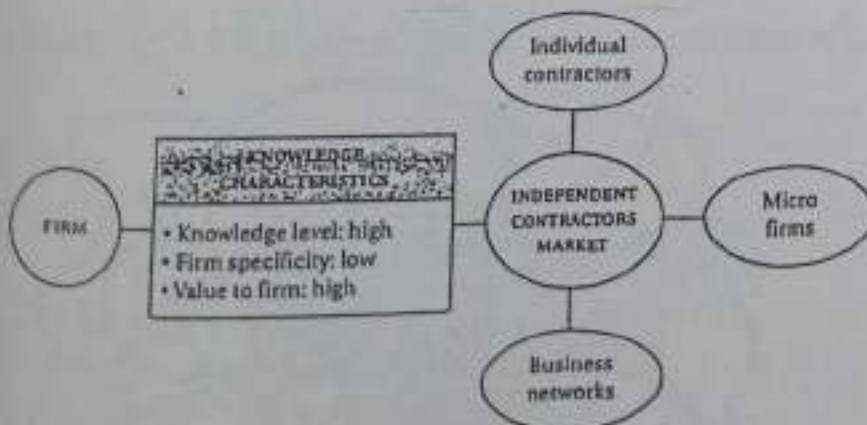 FIRM
KNOWLEDGE
CHARACTERISTICS
• Knowledge level: high
• Firm specificity: low
• Value to firm: high
Individual
contractors
INDEPENDENT
CONTRACTORS
MARKET
Micro
firms
Business
networks